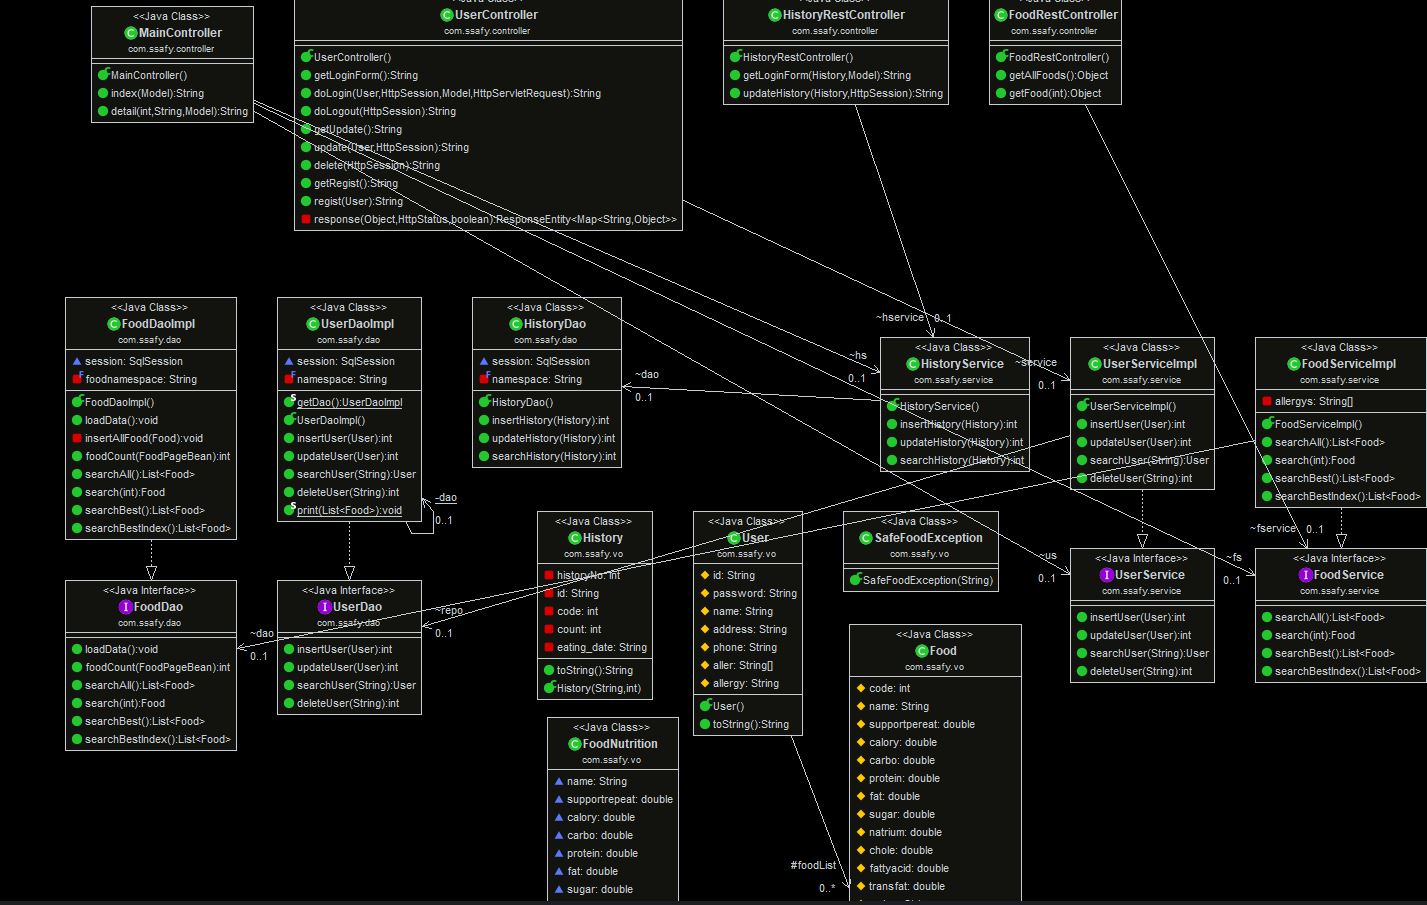 <<Java Class>>
MainController
com.ssafy.controller
MainController()
index(Model):String
detail(int,String,Model):String
UserController
com.ssafy.controller
UserController()
getLoginForm():String
doLogin(User,HttpSession,Model,HttpServletRequest):String
doLogout(HttpSession):String
getUpdate():String
update(User,HttpSession):String
delete(HttpSession):String
getRegist():String
regist(User):String
response(Object,HttpStatus,boolean):ResponseEntity<Map<String,Object>>
HistoryRestController
com.ssafy.controller
HistoryRestController()
getLoginForm(History,Model):String
updateHistory(History,HttpSession):String
FoodRestController
com.ssafy.controller
FoodRestController()
getAllFoods():Object
getFood(int):Object
<<Java Class>>
FoodDaoImpl
com.ssafy.dao
session: SqlSession
foodnamespace: String
FoodDaoImpl()
loadData():void
insertAllFood(Food):void
foodCount(FoodPageBean):int
searchAll():List<Food>
search(int):Food
searchBest():List<Food>
searchBestIndex():List<Food>
<<Java Class>>
UserDaoImpl
com.ssafy.dao
session: SqlSession
namespace: String
getDao():UserDaoImpl
UserDaoImpl()
insertUser(User):int
updateUser(User):int
searchUser(String):User
deleteUser(String):int
print(List<Food>):void
-dao
0..1
<<Java Class>>
HistoryDao
com.ssafy.dao
session: SqlSession
namespace: String
HistoryDao()
insertHistory(History):int
updateHistory(History):int
searchHistory(History):int
~dao
0..1
~hservice 0..1
~hs
0..1
<<Java Class>>
HistoryService
com.ssafy.service
HistoryService()
insertHistory(History):int
updateHistory(History):int
searchHistory(History):int
~service
0..1
<<Java Class>>
UserServiceImpl
com.ssafy.service
UserServiceImpl()
insertUser(User):int
updateUser(User):int
searchUser(String):User
deleteUser(String):int
<<Java Class>>
FoodServiceImpl
com.ssafy.service
allergys: String[]
FoodServiceImpl()
searchAll():List<Food>
search(int):Food
searchBest():List<Food>
searchBestIndex():List<Food>
~fservice 0..1
<<Java Interface>>
FoodDao
com.ssafy.dao
loadData():void
foodCount(FoodPageBean):int
searchAll():List<Food>
search(int):Food
searchBest():List<Food>
searchBestIndex():List<Food>
~dao
0..1
<<Java Interface>>
UserDao
com.ssafy.dao
insertUser(User):int
updateUser(User):int
searchUser(String):User
deleteUser(String):int
~repo
0..1
<<Java Class>>
History
com.ssafy.vo
historyNo: int
id: String
code: int
count: int
eating_date: String
toString():String
History(String,int)
<<Java Class>>
User
com.ssafy.vo
id: String
password: String
name: String
address: String
phone: String
aller: String[]
allergy: String
User()
toString():String
<<Java Class>>
SafeFoodException
com.ssafy.vo
SafeFoodException(String)
~us
0..1
<<Java Interface>>
UserService
com.ssafy.service
insertUser(User):int
updateUser(User):int
searchUser(String):User
deleteUser(String):int
~fs
0..1
<<Java Interface>>
FoodService
com.ssafy.service
searchAll():List<Food>
search(int):Food
searchBest():List<Food>
searchBestIndex():List<Food>
<<Java Class>>
FoodNutrition
com.ssafy.vo
name: String
supportrepeat: double
calory: double
carbo: double
protein: double
fat: double
sugar: double
#foodList
0..*
<<Java Class>>
Food
com.ssafy.vo
code: int
name: String
supportpereat: double
calory: double
carbo: double
protein: double
fat: double
sugar: double
natrium: double
chole: double
fattyacid: double
transfat: double